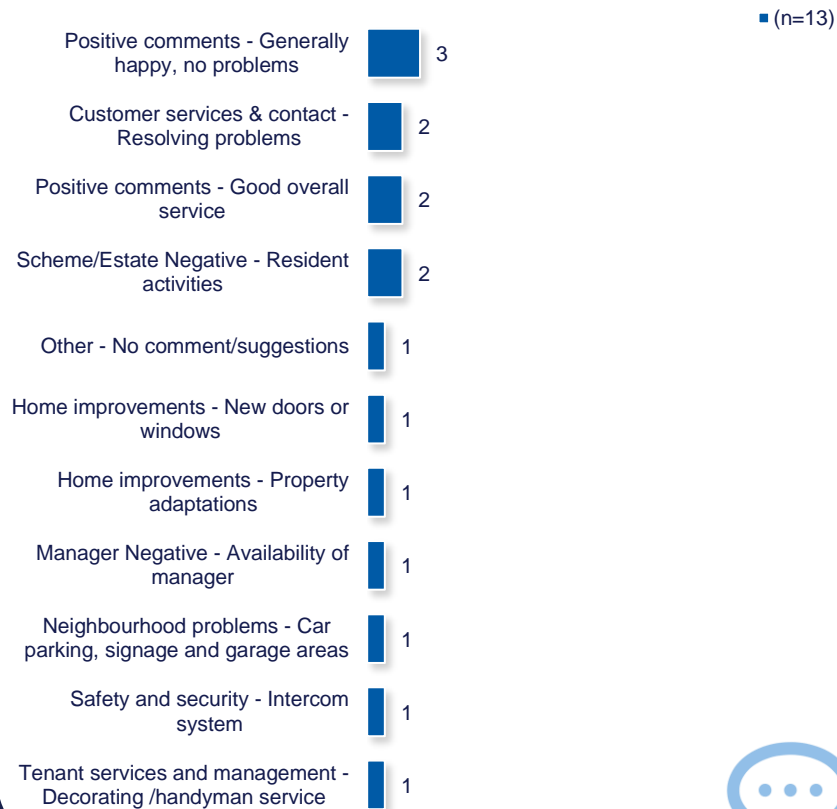 (n=13)
Positive comments - Generally
happy, no problems
3
Customer services & contact -
Resolving problems
2
Positive comments - Good overall
service
2
Scheme/Estate Negative - Resident
activities
2
Other - No comment/suggestions
1
Home improvements - New doors or
windows
1
Home improvements - Property
adaptations
1
Manager Negative - Availability of
manager
1
Neighbourhood problems - Car
parking, signage and garage areas
1
Safety and security - Intercom
system
1
Tenant services and management -
Decorating /handyman service
1